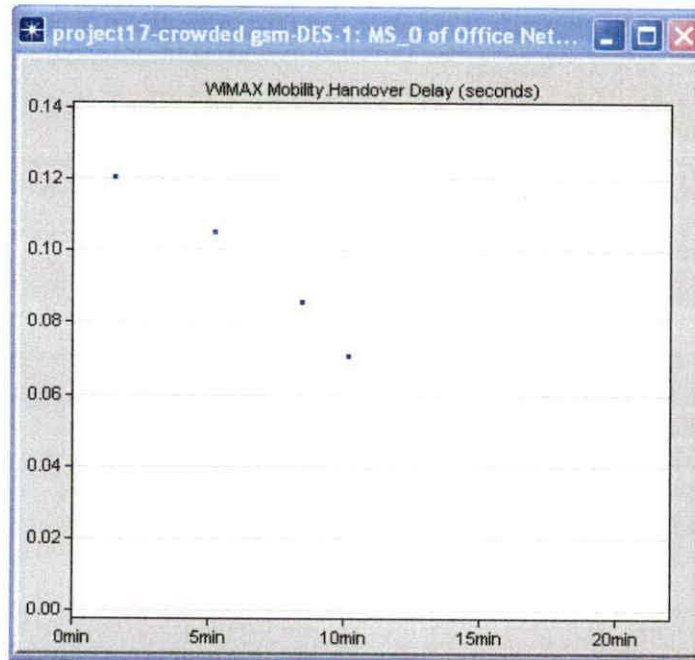 project17-crowded gsm-DES-1: MS_0 of Office Net...
WIMAX Mobility.Handover Delay (seconds)
0.14
0.12
0.10
0.08
0.06
0.04
0.02
0.00
0min 5min 10min 15min 20min